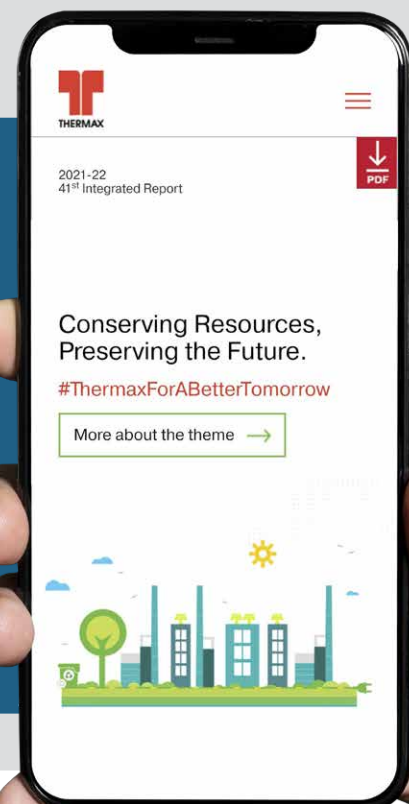 THERMAX
PDF
2021-22
41st Integrated Report
Conserving Resources,
Preserving the Future.
#ThermaxForABetterTomorrow
More about the theme